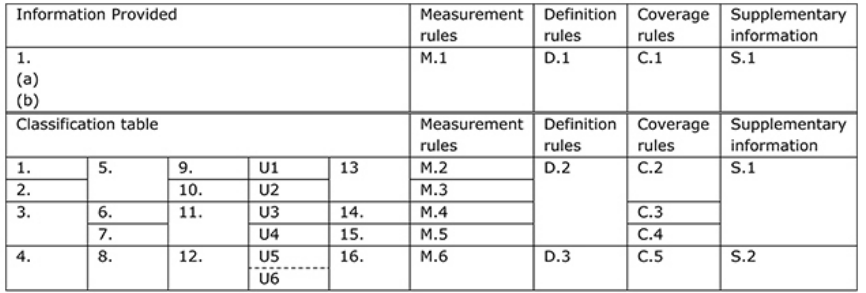 Information Provided Measurement rules Definition rules Coverage rules Supplementary information
1. M.1 D.1 C.1 S.1
(a)
(b)
Classification table Measurement rules Definition rules Coverage rules Supplementary information
1. 5. 9. U1 13 M.2 D.2 C.2 S.1
2. 10. U2 M.3
3. 6. 11. U3 14. M.4 C.3
7. U4 15. M.5 C.4
4. 8. 12. U5 16. M.6 D.3 C.5 S.2
U6